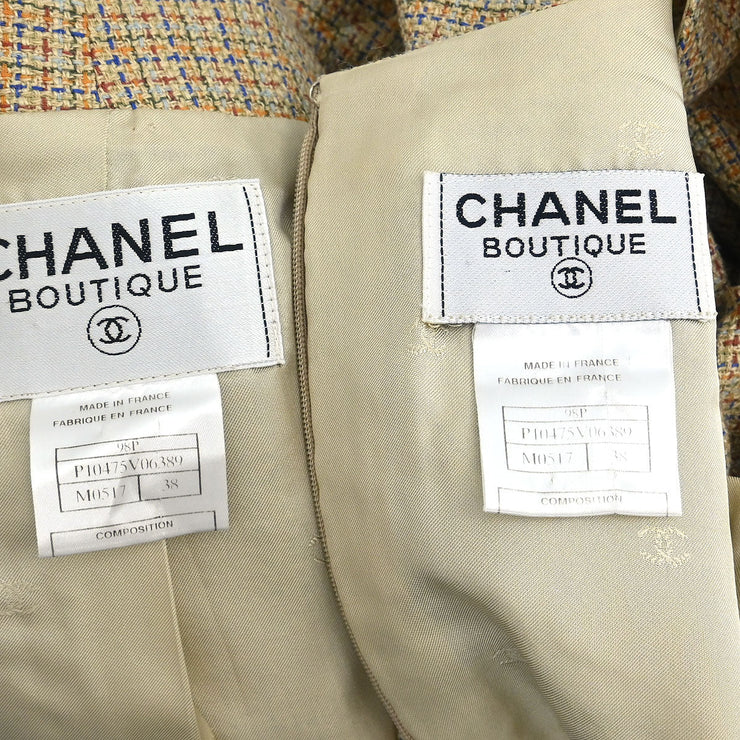 CHANEL
BOUTIQUE
MADE IN FRANCE
FABRIQUE EN FRANCE
98P
P10475V06389
M0517 38
COMPOSITION
CHANEL
BOUTIQUE
MADE IN FRANCE
FABRIQUE EN FRANCE
98P
P10475V06389
M0517 38
COMPOSITION